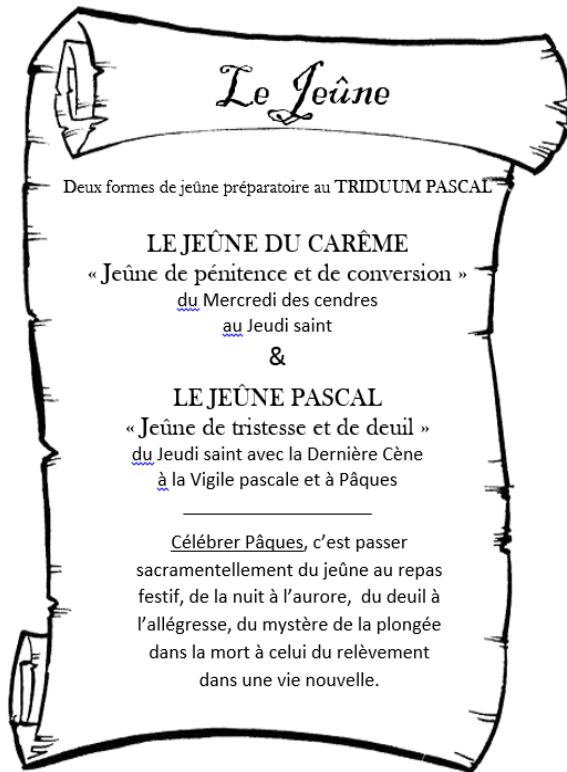 Le Jeûne
Deux formes de jeûne préparatoire au TRIDUUM PASCAL
LE JEÛNE DU CARÊME
« Jeûne de pénitence et de conversion »
du Mercredi des cendres
au Jeudi saint
&
LE JEÛNE PASCAL
« Jeûne de tristesse et de deuil »
du Jeudi saint avec la Dernière Cène
à la Vigile pascale et à Pâques
Célébrer Pâques, c’est passer
sacramentellement du jeûne au repas
festif, de la nuit à l’aurore, du deuil à
l’allégresse, du mystère de la plongée
dans la mort à celui du relèvement
dans une vie nouvelle.